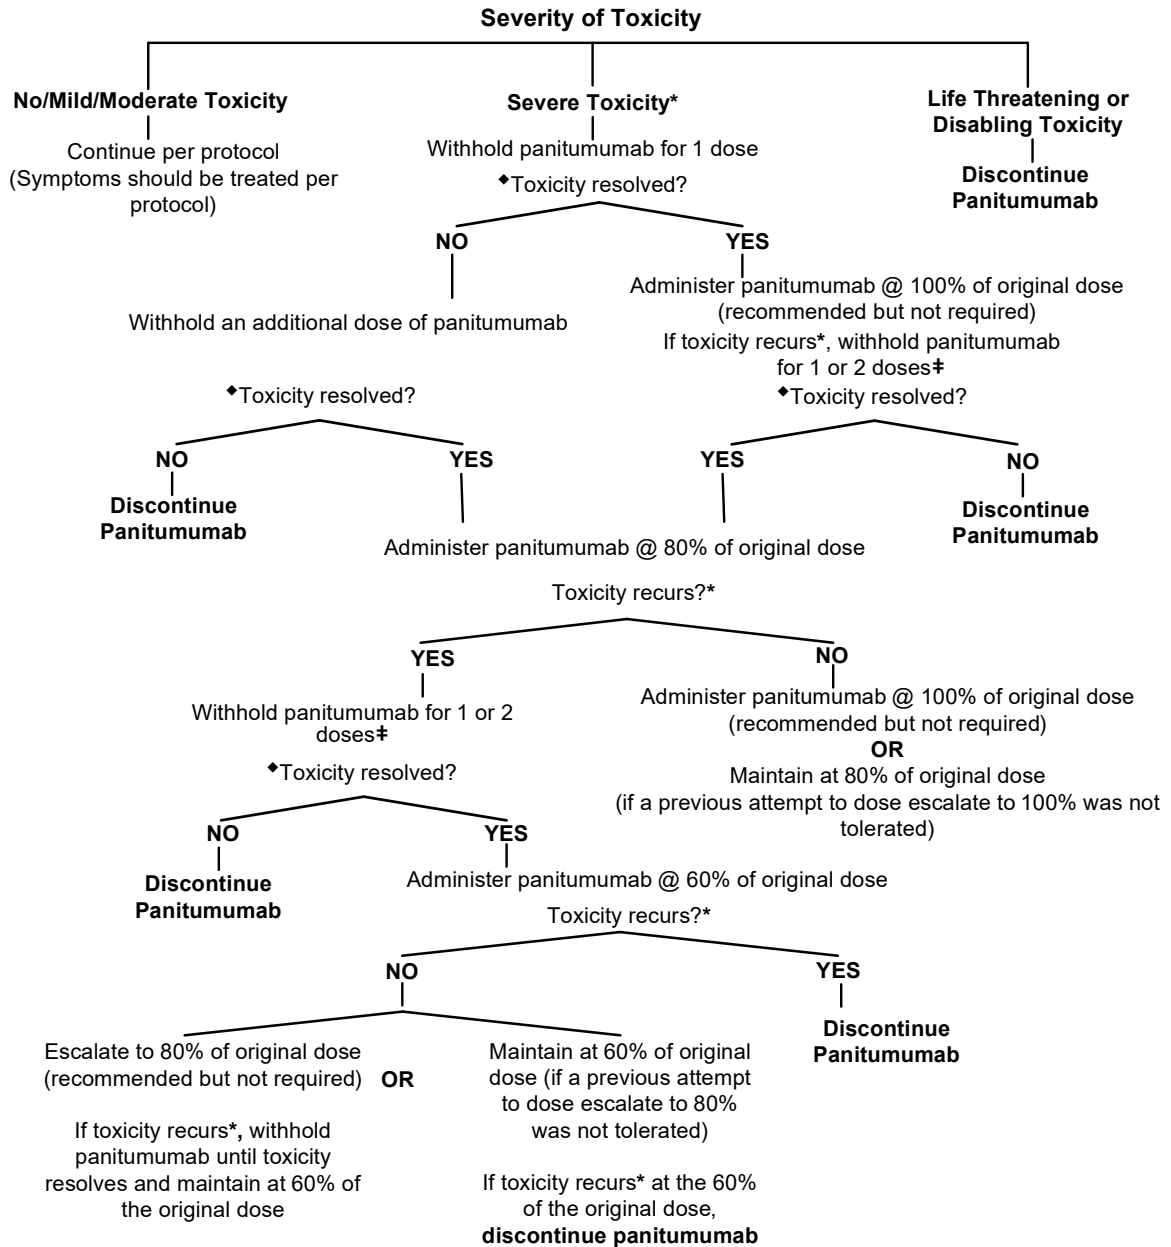 Severity of Toxicity
No/Mild/Moderate Toxicity
Continue per protocol
(Symptoms should be treated per
protocol)
Severe Toxicity*
Withhold panitumumab for 1 dose
◆Toxicity resolved?
Life Threatening or
Disabling Toxicity
Discontinue
Panitumumab
NO
YES
Withhold an additional dose of panitumumab
Administer panitumumab @ 100% of original dose
(recommended but not required)
If toxicity recurs*, withhold panitumumab
for 1 or 2 doses‡
◆Toxicity resolved?
◆Toxicity resolved?
NO
YES
YES
NO
Discontinue
Panitumumab
Discontinue
Panitumumab
Administer panitumumab @ 80% of original dose
Toxicity recurs?*
YES
NO
Withhold panitumumab for 1 or 2
doses‡
◆Toxicity resolved?
Administer panitumumab @ 100% of original dose
(recommended but not required)
OR
Maintain at 80% of original dose
(if a previous attempt to dose escalate to 100% was not
tolerated)
NO
YES
Discontinue
Panitumumab
Administer panitumumab @ 60% of original dose
Toxicity recurs?*
NO
YES
Discontinue
Panitumumab
Escalate to 80% of original dose
(recommended but not required)
OR
If toxicity recurs*, withhold
panitumumab until toxicity
resolves and maintain at 60% of
the original dose
Maintain at 60% of original
dose (if a previous attempt
to dose escalate to 80%
was not tolerated)
If toxicity recurs* at the 60%
of the original dose,
discontinue panitumumab